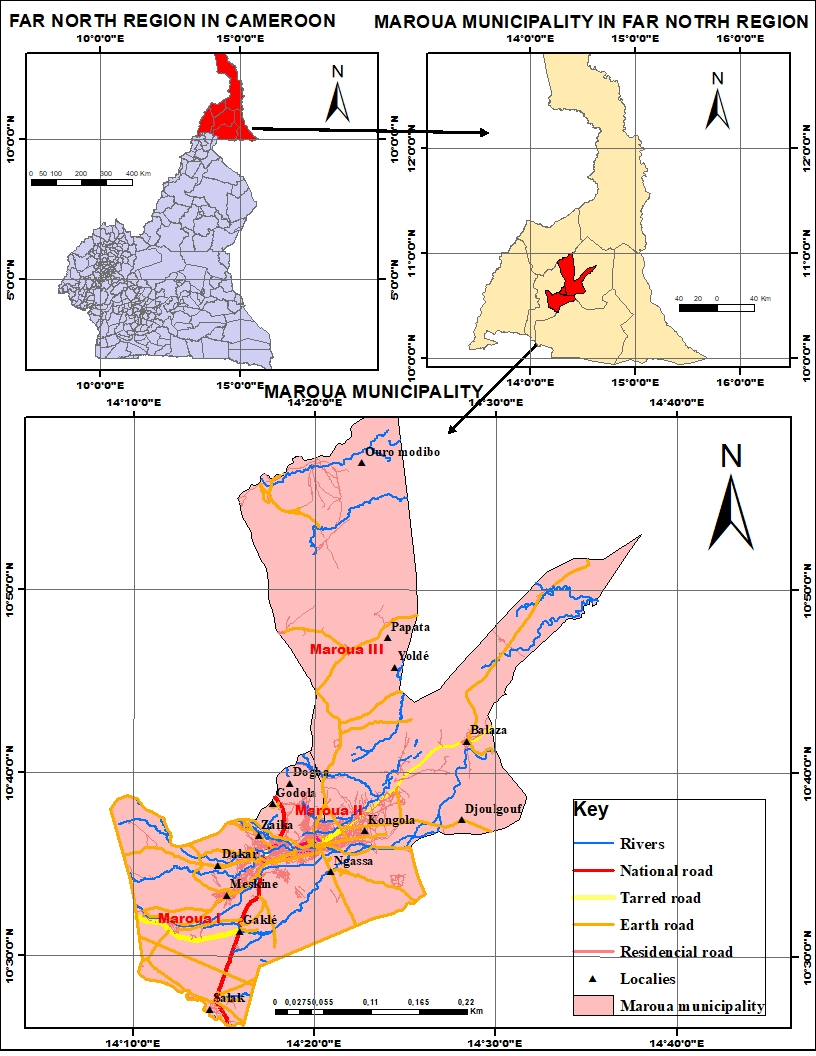 FAR NORTH REGION IN CAMEROON
MAROUA MUNICIPALITY IN FAR NOTRH REGION
10°0'0"E 15°0'0"E
14°0'0"E 15°0'0"E 16°0'0"E
N
N
10°0'0"N
10°0'0"N
12°0'0"N
12°0'0"N
0 50 100 200 300 400 Km
11°0'0"N
11°0'0"N
5°0'0"N
5°0'0"N
40 20 0 40 Km
10°0'0"N
10°0'0"N
10°0'0"E 15°0'0"E
14°0'0"E 15°0'0"E 16°0'0"E
MAROUA MUNICIPALITY
14°10'0"E 14°20'0"E 14°30'0"E 14°40'0"E
Ouro modibo
N
10°50'0"N
10°50'0"N
Papata
Maroua III
Yoldé
Balaza
10°40'0"N
10°40'0"N
Dogba
Godola
Maroua II
Djoulgouf
Kongola
Zaika
Dakar
Ngassa
Meskine
Maroua I
Gaklé
10°30'0"N
10°30'0"N
Salak
0 0,0275 0,055 0,11 0,165 0,22
Km
Key
Rivers
National road
Tarred road
Earth road
Residencial road
Localies
Maroua municipality
14°10'0"E 14°20'0"E 14°30'0"E 14°40'0"E